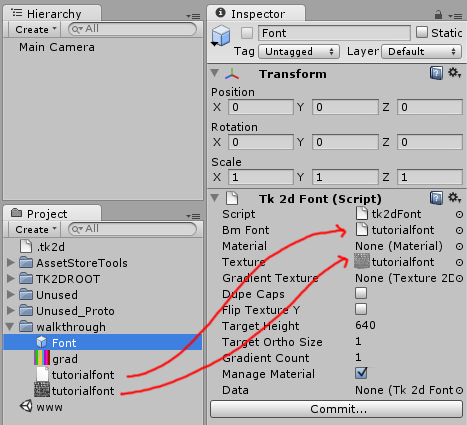 Hierarchy
Create All
Main Camera
Project
Create All
.tk2d
AssetStoreTools
TK2DROOT
Unused
Unused_Proto
walkthrough
Font
grad
tutorialfont
tutorialfont
www
Inspector
Font Static
Tag Untagged Layer Default
Transform
Position
X 0 Y 0 Z 0
Rotation
X 0 Y 0 Z 0
Scale
X 1 Y 1 Z 1
Tk 2d Font (Script)
Script tk2dFont
Bm Font tutorialfont
Material None (Material)
Texture tutorialfont
Gradient Texture None (Texture 2D
Dupe Caps
Flip Texture Y
Target Height 640
Target Ortho Size 1
Gradient Count 1
Manage Material
Data None (Tk 2d Font
Commit...